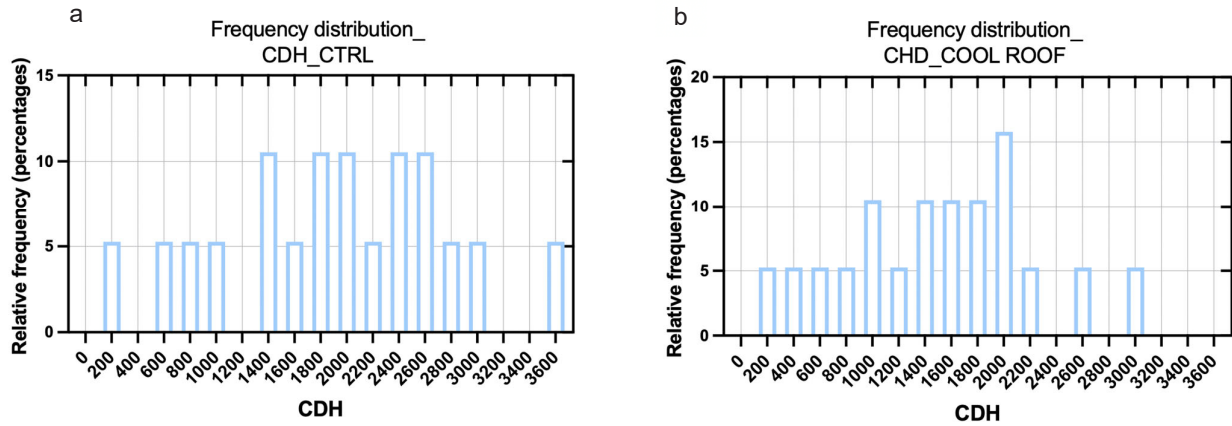 a
Frequency distribution_
CDH_CTRL
Relative frequency (percentages)
15
10
5
0
0 200 400 600 800 1000 1200 1400 1600 1800 2000 2200 2400 2600 2800 3000 3200 3400 3600
CDH
b
Frequency distribution_
CHD_COOL ROOF
Relative frequency (percentages)
20
15
10
5
0
0 200 400 600 800 1000 1200 1400 1600 1800 2000 2200 2400 2600 2800 3000 3200 3400 3600
CDH